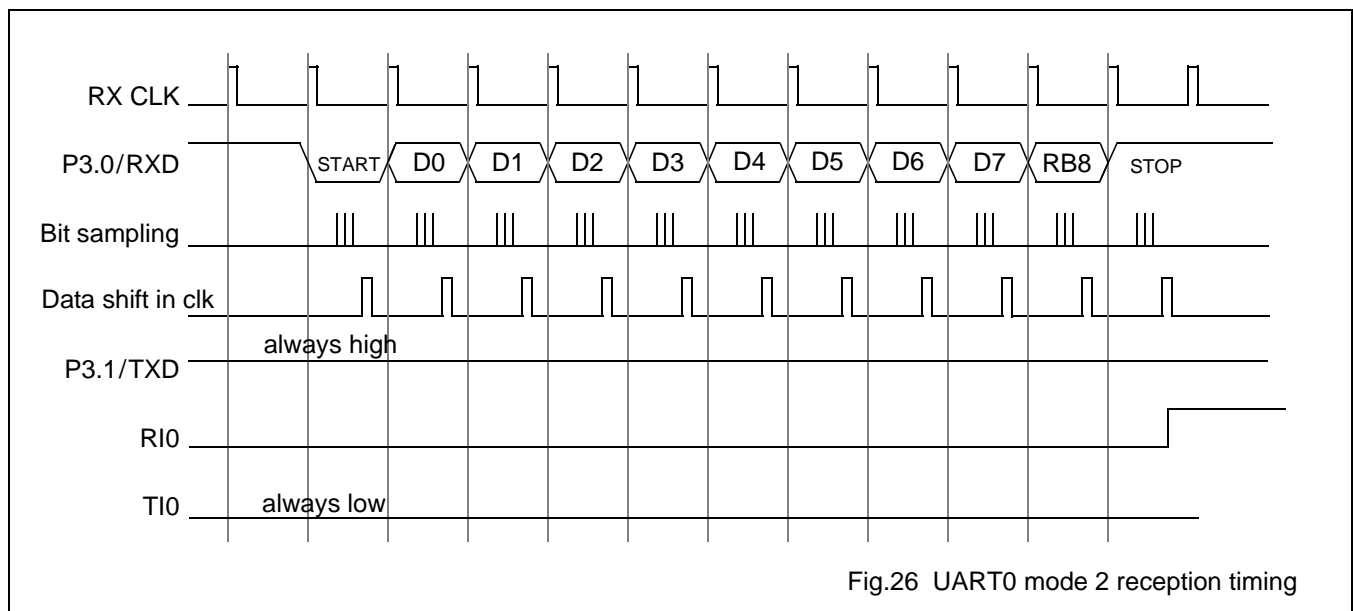 RX CLK
P3.0/RXD START D0 D1 D2 D3 D4 D5 D6 D7 RB8 STOP
Bit sampling
Data shift in clk
always high
P3.1/TXD
RI0
TI0 always low
Fig.26 UART0 mode 2 reception timing